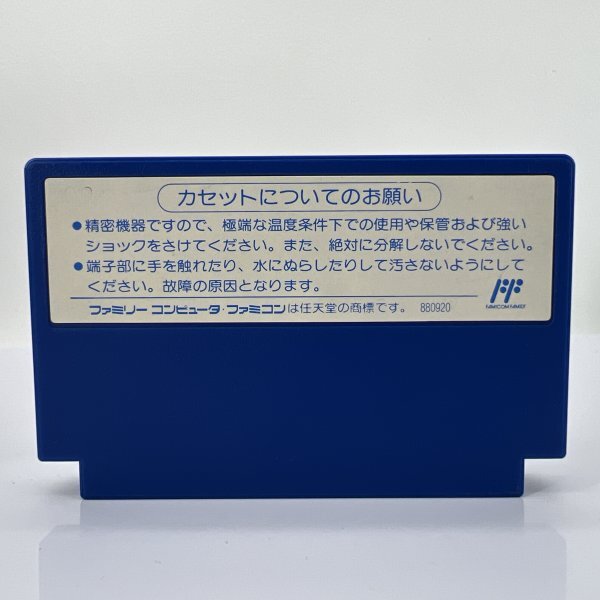 カセットについてのお願い
●精密機器ですので、極端な温度条件下での使用や保管および強い
ショックをさけてください。また、絶対に分解しないでください。
●端子部に手を触れたり、水にぬらしたりして汚さないようにして
ください。故障の原因となります。
ファミリー コンピュータ・ファミコンは任天堂の商標です。 880920
FAMICOM FAMILY